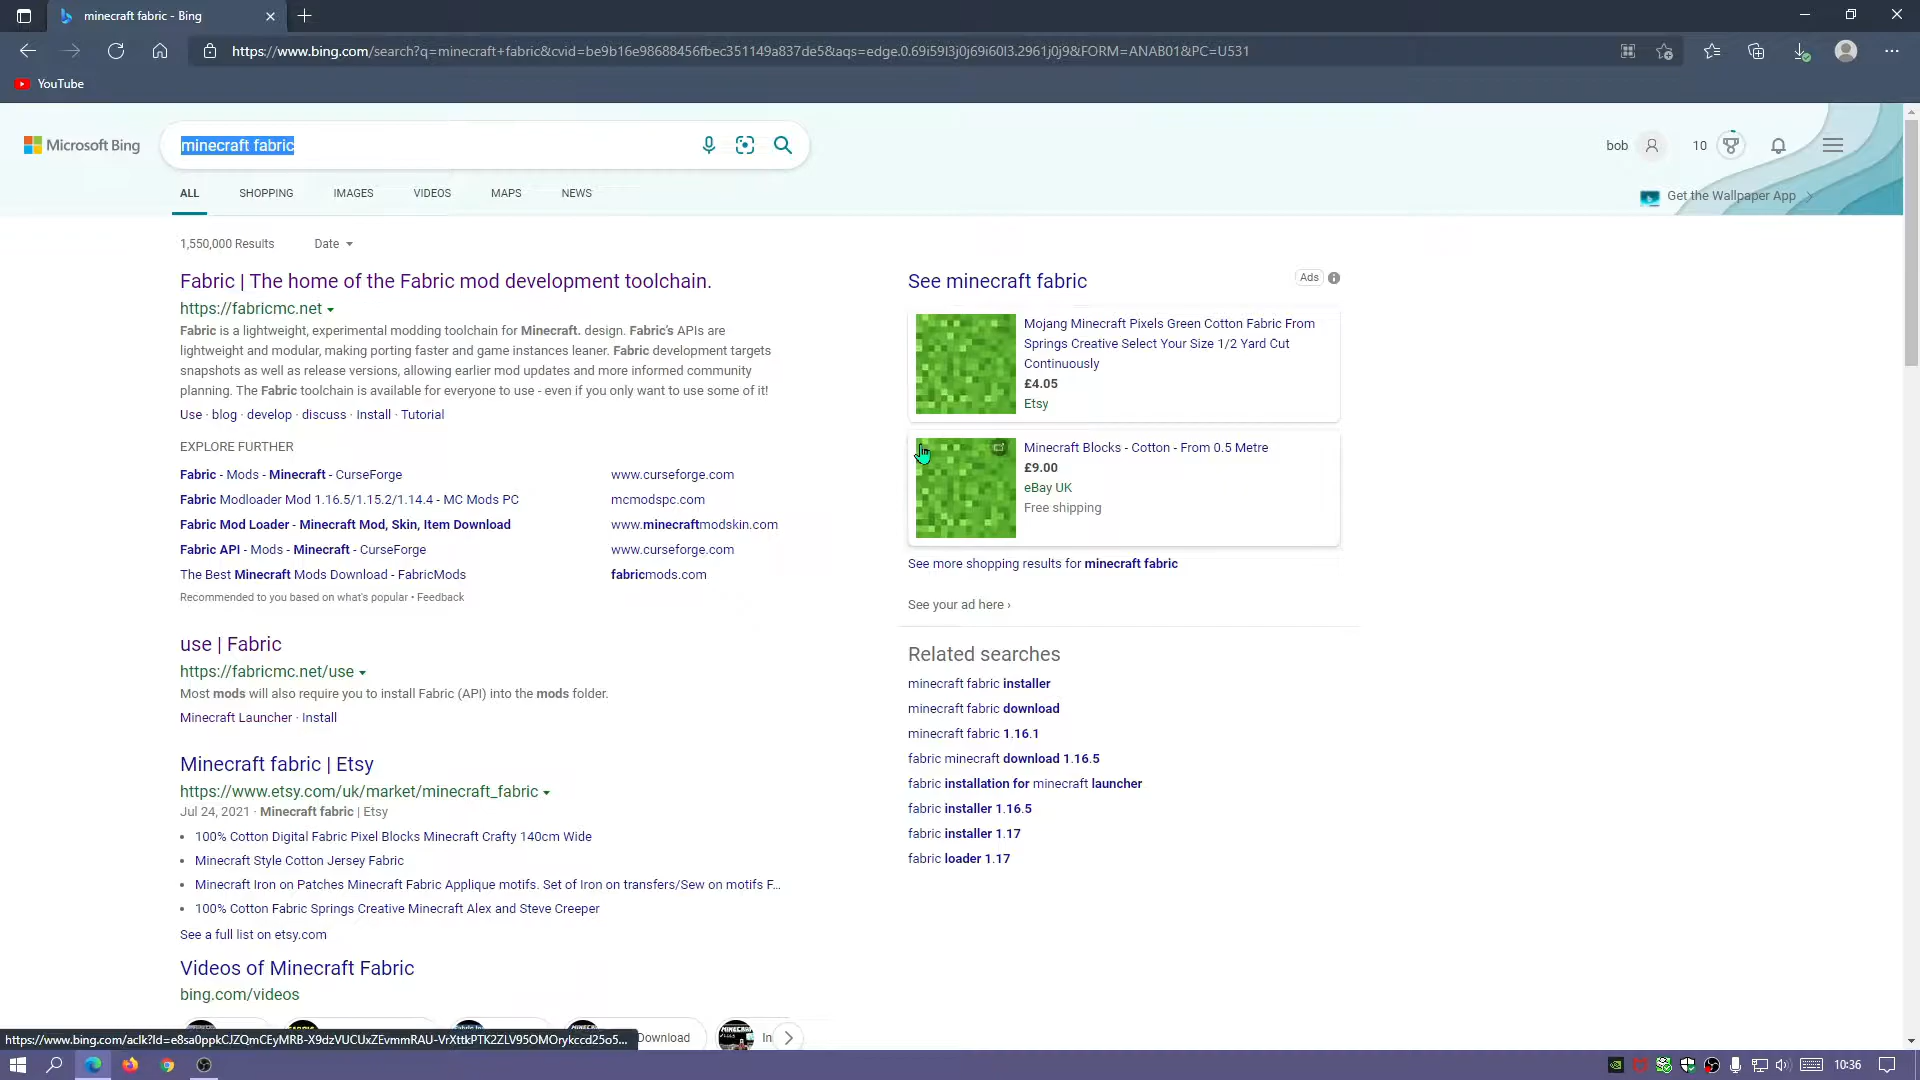 minecraft fabric - Bing
https://www.bing.com/search?q=minecraft+fabric&cvid=be9b16e98688456fbec351149a837de5&aqs=edge.0.69i59l3j0j69i60l3.2961j0j9&FORM=ANAB01&PC=U531
YouTube
Microsoft Bing
minecraft fabric
bob
10
ALL SHOPPING IMAGES VIDEOS MAPS NEWS
Get the Wallpaper App
1,550,000 Results Date
Fabric | The home of the Fabric mod development toolchain.
https://fabricmc.net
Fabric is a lightweight, experimental modding toolchain for Minecraft. design. Fabric's APIs are
lightweight and modular, making porting faster and game instances leaner. Fabric development targets
snapshots as well as release versions, allowing earlier mod updates and more informed community
planning. The Fabric toolchain is available for everyone to use - even if you only want to use some of it!
Use · blog · develop · discuss · Install · Tutorial
EXPLORE FURTHER
Fabric - Mods - Minecraft - CurseForge www.curseforge.com
Fabric Modloader Mod 1.16.5/1.15.2/1.14.4 - MC Mods PC mcmodspc.com
Fabric Mod Loader - Minecraft Mod, Skin, Item Download www.minecraftmodskin.com
Fabric API - Mods - Minecraft - CurseForge www.curseforge.com
The Best Minecraft Mods Download - FabricMods fabricmods.com
Recommended to you based on what's popular • Feedback
use | Fabric
https://fabricmc.net/use
Most mods will also require you to install Fabric (API) into the mods folder.
Minecraft Launcher · Install
Minecraft fabric | Etsy
https://www.etsy.com/uk/market/minecraft_fabric
Jul 24, 2021 · Minecraft fabric | Etsy
• 100% Cotton Digital Fabric Pixel Blocks Minecraft Crafty 140cm Wide
• Minecraft Style Cotton Jersey Fabric
• Minecraft Iron on Patches Minecraft Fabric Applique motifs. Set of Iron on transfers/Sew on motifs F...
• 100% Cotton Fabric Springs Creative Minecraft Alex and Steve Creeper
See a full list on etsy.com
Videos of Minecraft Fabric
bing.com/videos
Download
In
See minecraft fabric
Ads
Mojang Minecraft Pixels Green Cotton Fabric From
Springs Creative Select Your Size 1/2 Yard Cut
Continuously
£4.05
Etsy
Minecraft Blocks - Cotton - From 0.5 Metre
£9.00
eBay UK
Free shipping
See more shopping results for minecraft fabric
See your ad here ›
Related searches
minecraft fabric installer
minecraft fabric download
minecraft fabric 1.16.1
fabric minecraft download 1.16.5
fabric installation for minecraft launcher
fabric installer 1.16.5
fabric installer 1.17
fabric loader 1.17
10:36